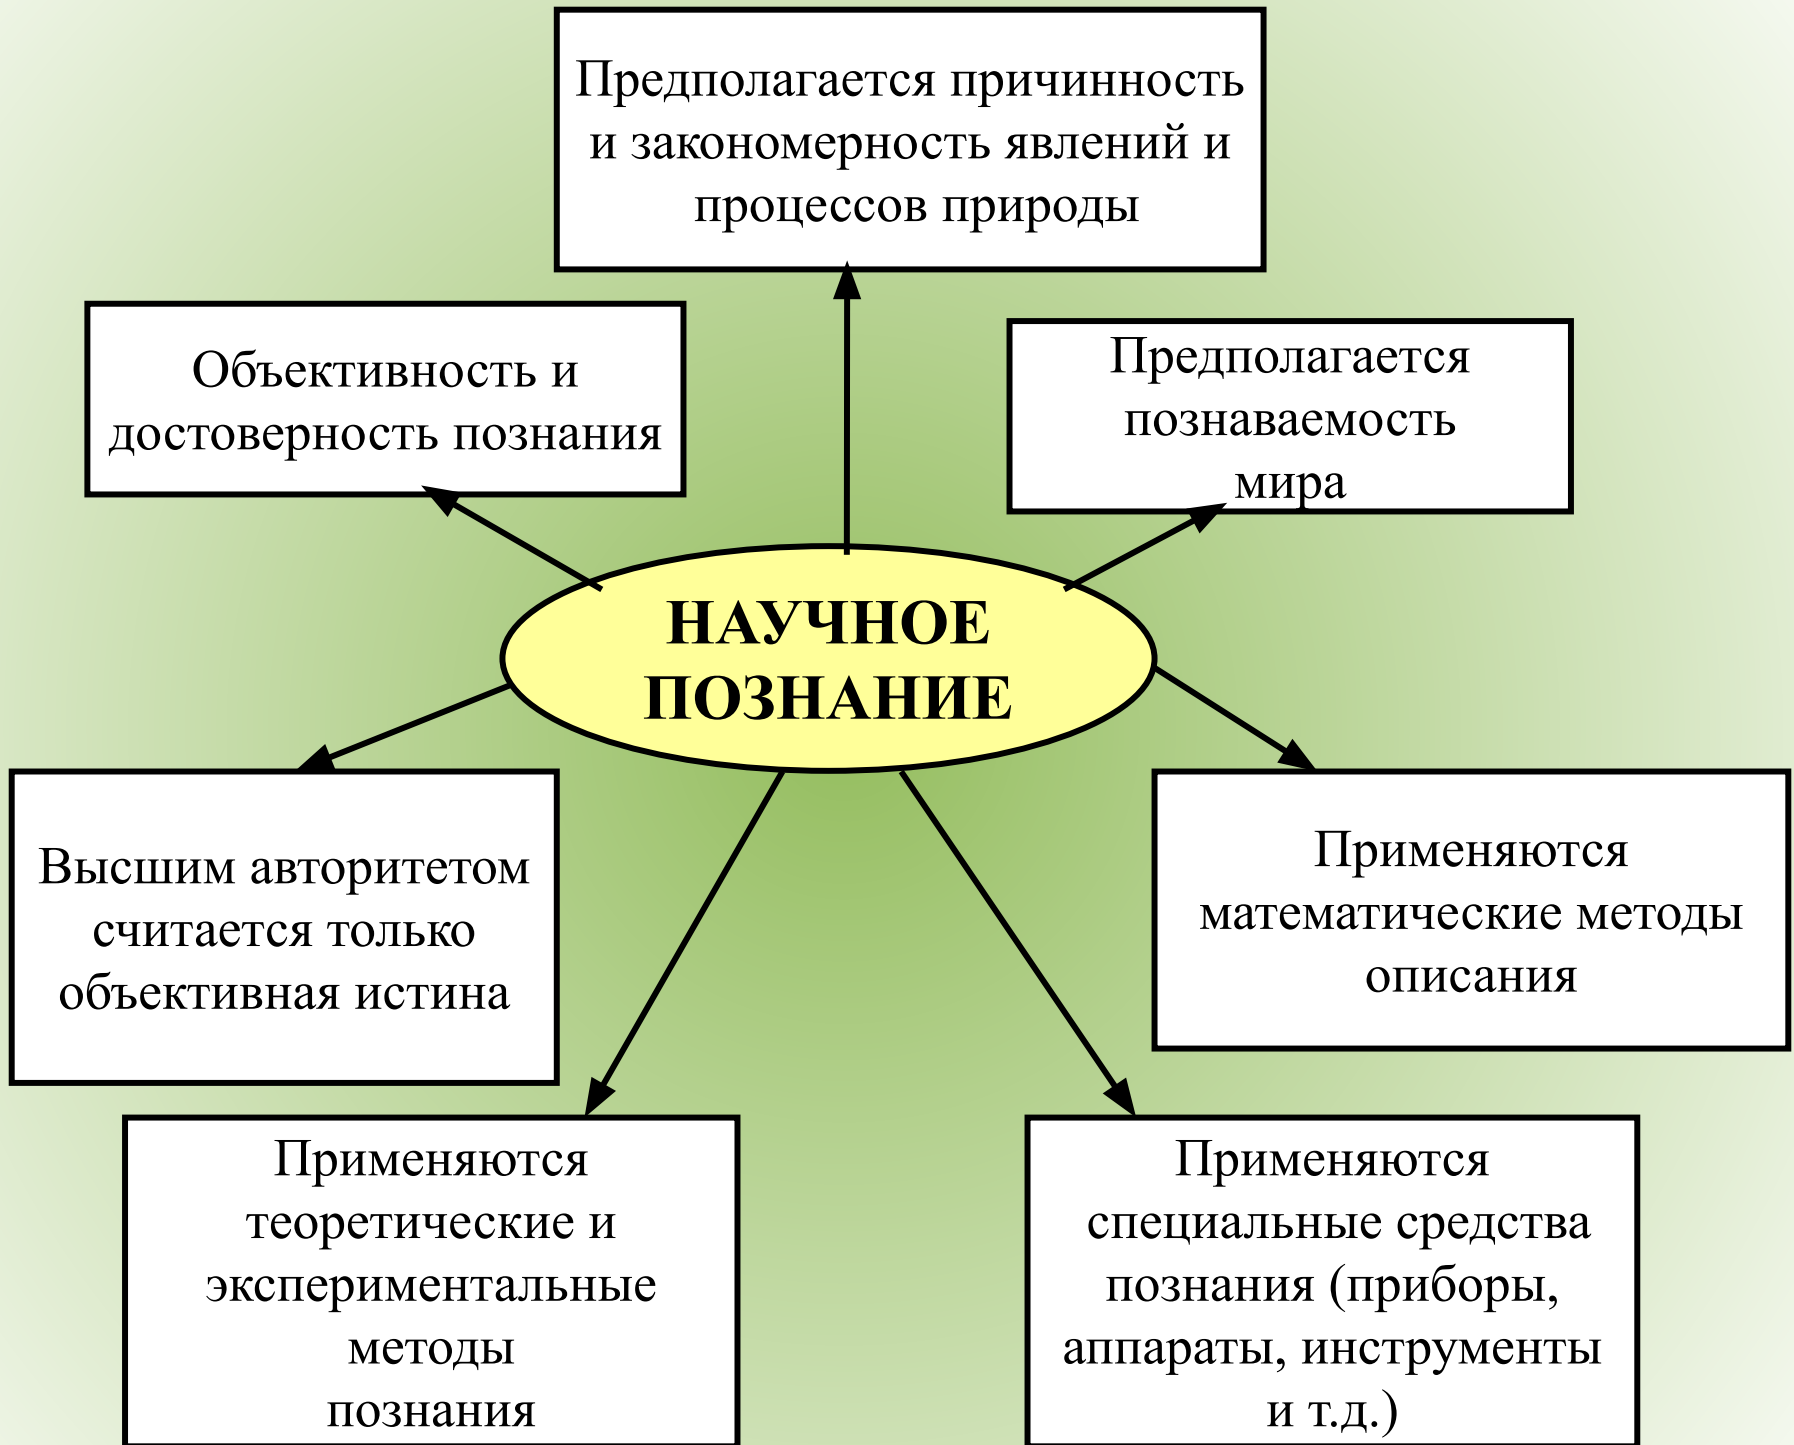 Предполагается причинность
и закономерность явлений и
процессов природы
Объективность и
достоверность познания
Предполагается
познаваемость
мира
НАУЧНОЕ
ПОЗНАНИЕ
Высшим авторитетом
считается только
объективная истина
Применяются
математические методы
описания
Применяются
теоретические и
экспериментальные
методы
познания
Применяются
специальные средства
познания (приборы,
аппараты, инструменты
и т.д.)